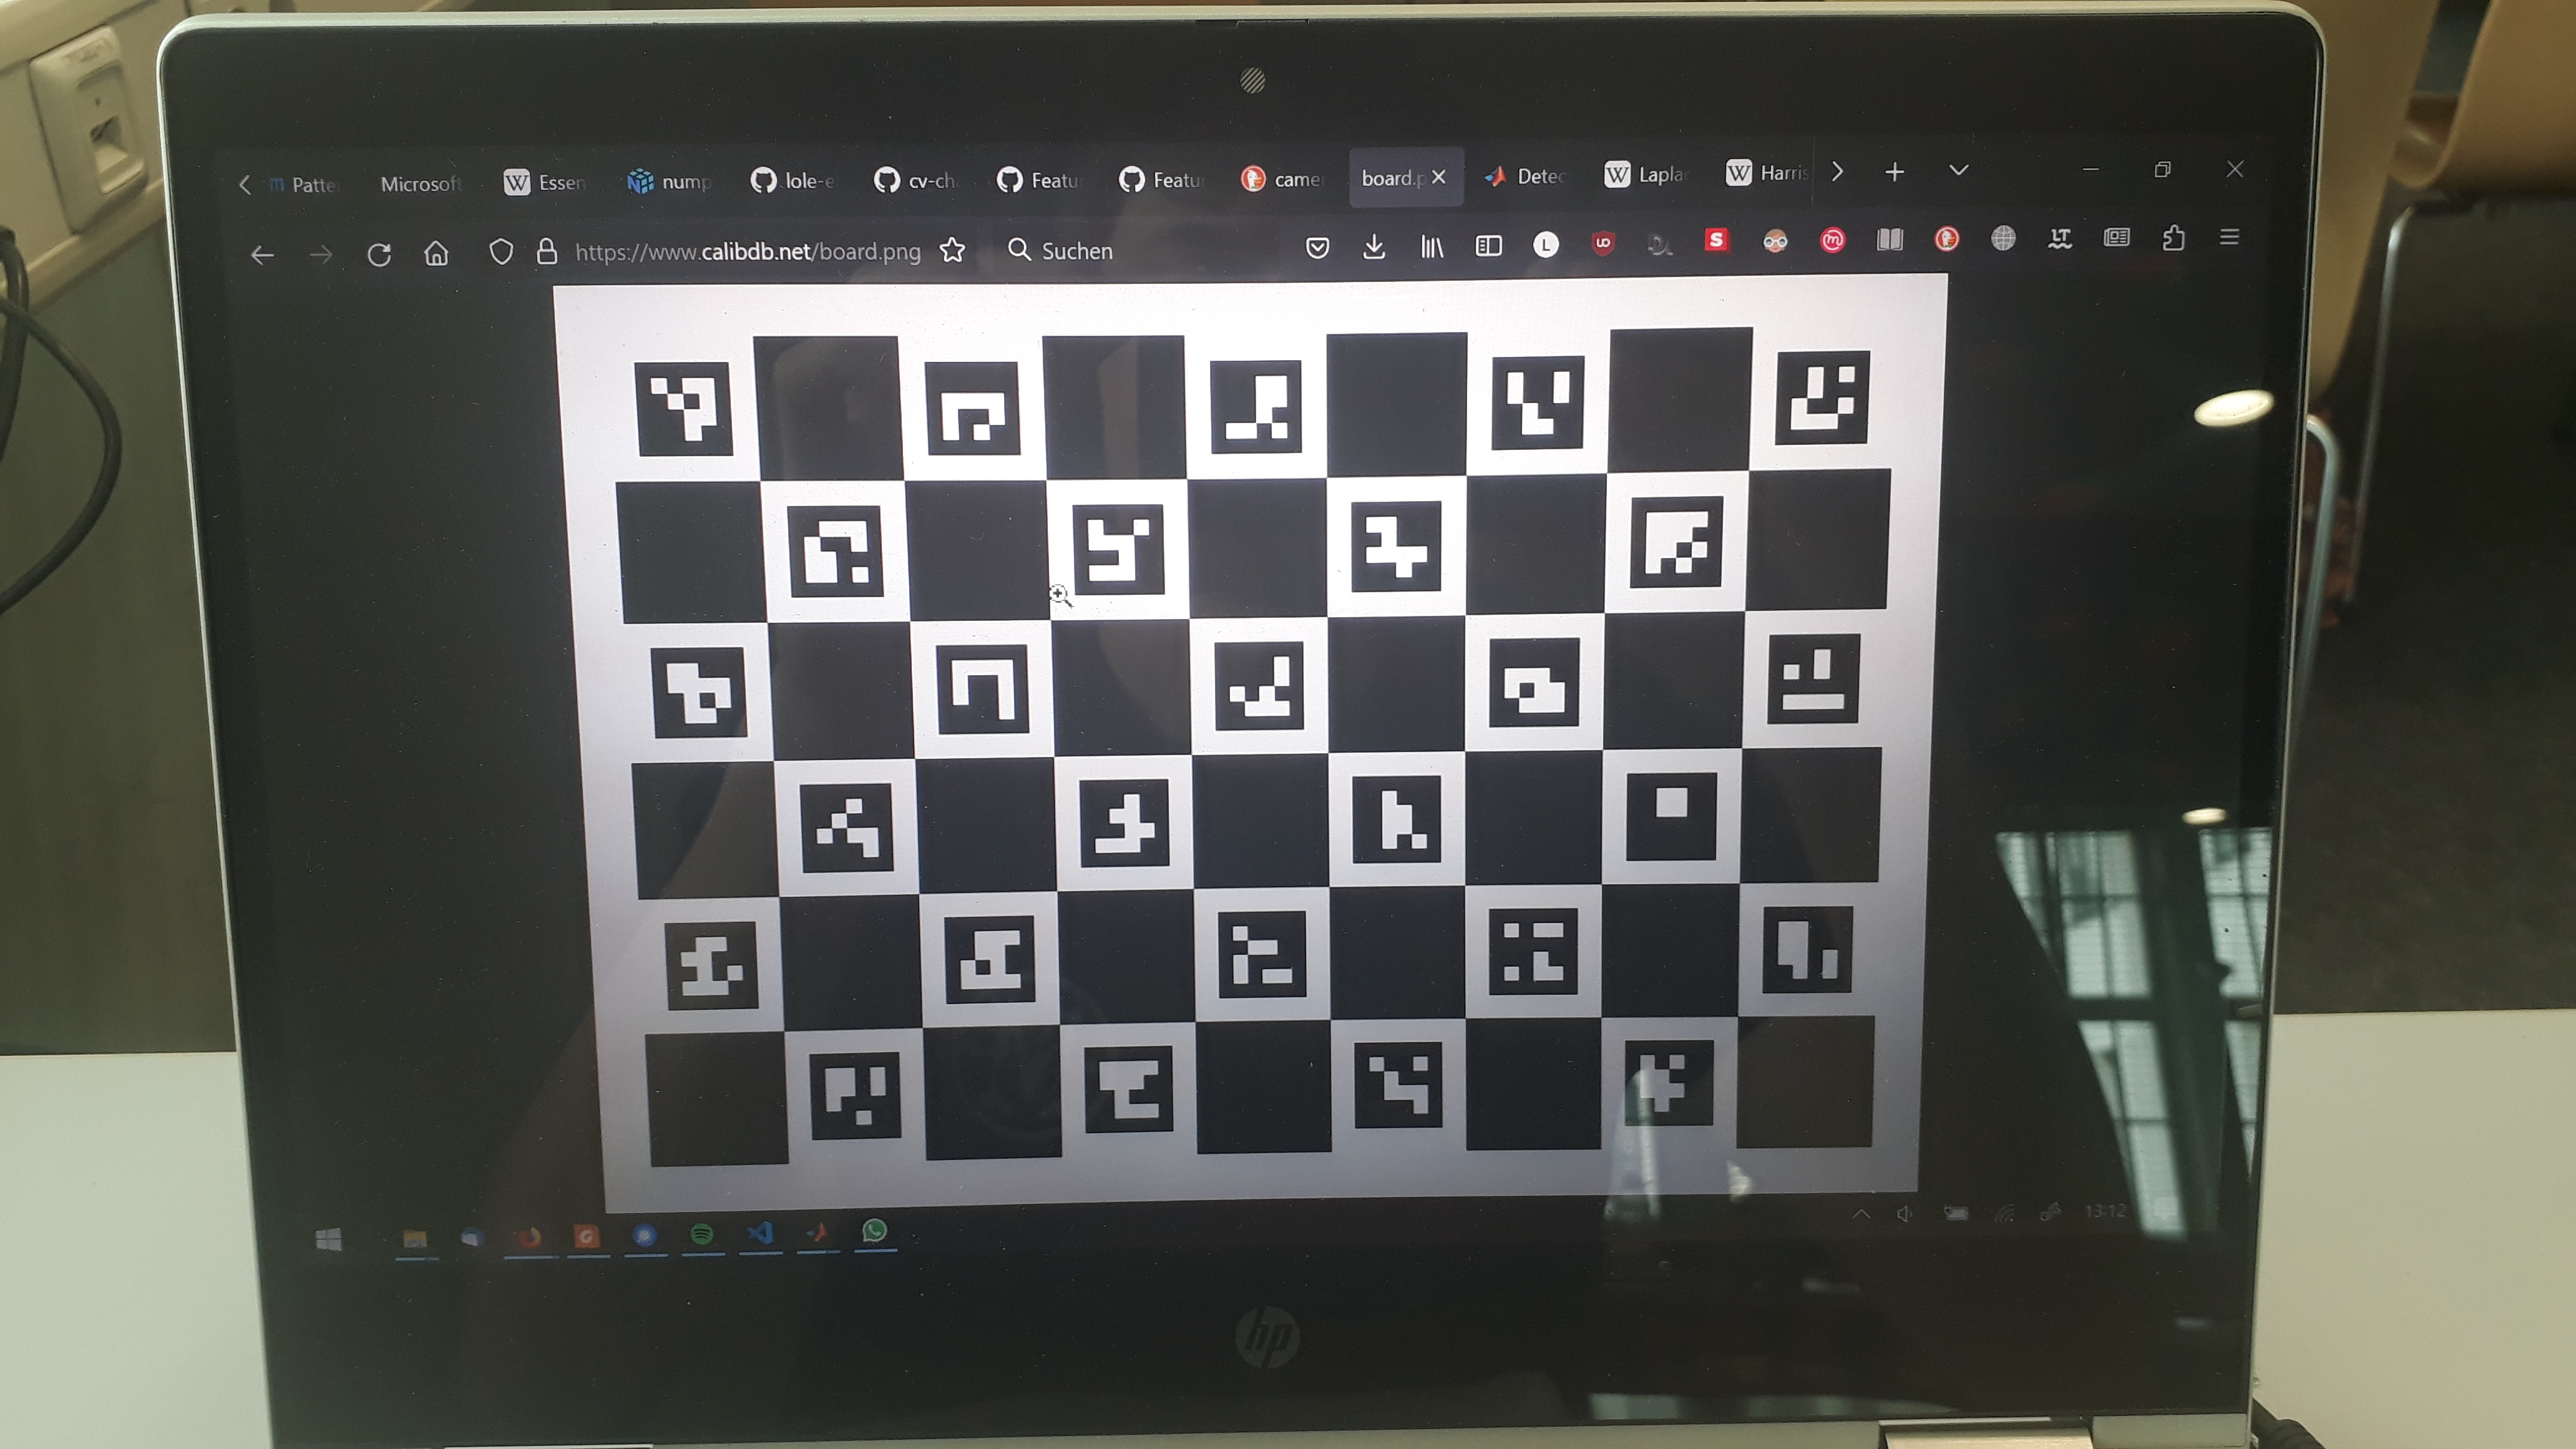 Patte Microsoft Essen nump lole-e cv-ch Featu Featu came board.p Detec Lapla Harris
https://www.calibdb.net/board.png Suchen
13:12
hp